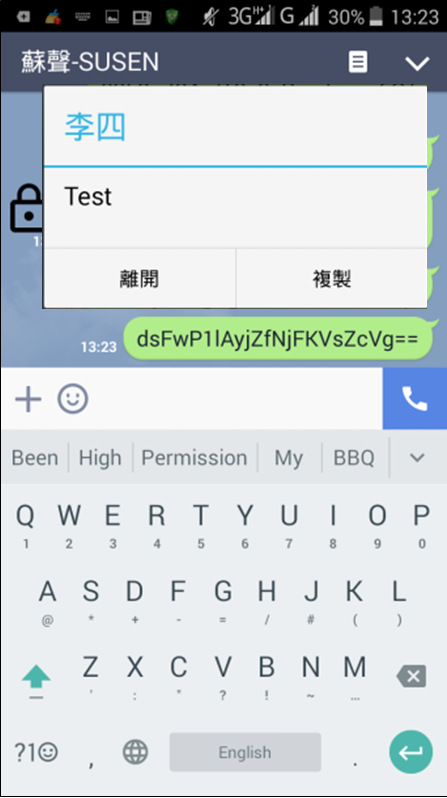 3G H+ G 30% 13:23
蘇聲-SUSEN
李四
Test
離開 複製
13:23 dsFwP1lAyjZfNjFKVsZcVg==
Been High Permission My BBQ
Q W E R T Y U I O P
1 2 3 4 5 6 7 8 9 0
A S D F G H J K L
@ * + - = / # ( )
Z X C V B N M
' : " ? ! ~ …
?1 , English .